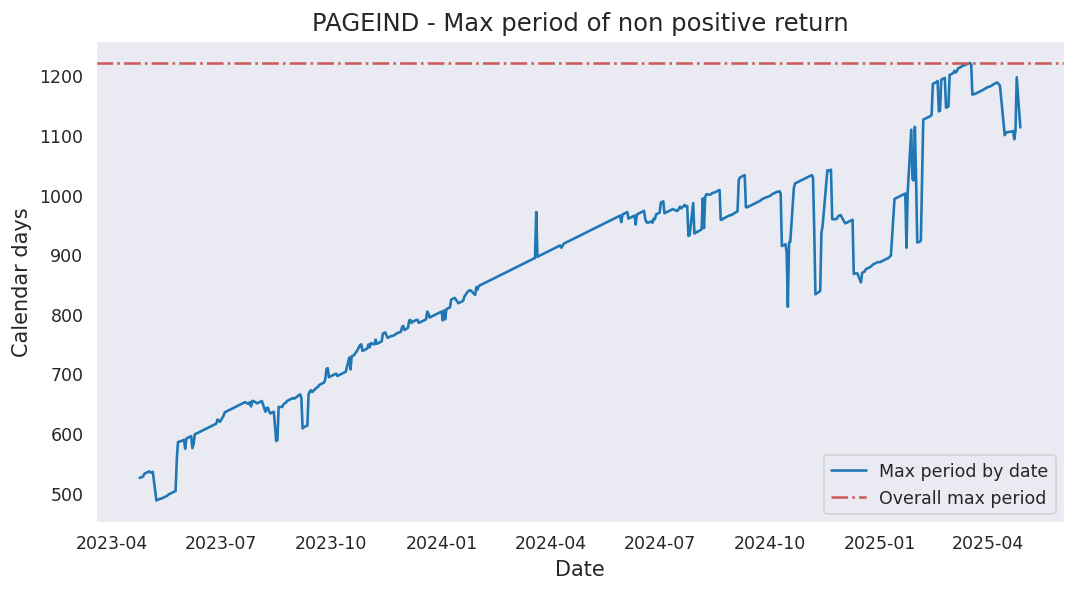 PAGEIND - Max period of non positive return
Calendar days
1200
1100
1000
900
800
700
600
500
2023-04 2023-07 2023-10 2024-01 2024-04 2024-07 2024-10 2025-01 2025-04
Date
Max period by date
Overall max period